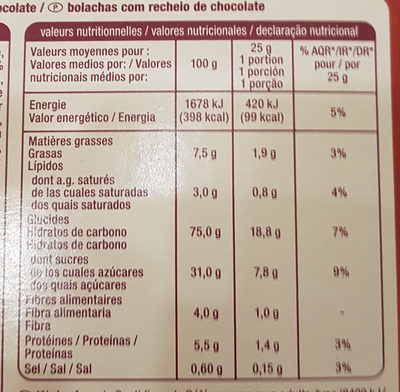 colate / Ⓟ bolachas com recheio de chocolate
valeurs nutritionnelles / valores nutricionales / declaração nutricional
Valeurs moyennes pour :
Valores medios por: / Valores
nutricionais médios por:
100 g
25 g
1 portion
1 porción
1 porção
% AQR*/IR*/DR*
pour / por
25 g
Energie
Valor energético / Energia
1678 kJ
(398 kcal)
420 kJ
(99 kcal)
5%
Matières grasses
Grasas
Lípidos
7,5 g 1,9 g 3%
dont a.g. saturés
de las cuales saturadas
dos quais saturados
3,0 g 0,8 g 4%
Glucides
Hidratos de carbono
Hidratos de carbono
75,0 g 18,8 g 7%
dont sucres
de los cuales azúcares
dos quais açúcares
31,0 g 7,8 g 9%
Fibres alimentaires
Fibra alimentaria
Fibra
4,0 g 1,0 g -
Protéines / Proteínas /
Proteínas
5,5 g 1,4 g 3%
Sel / Sal / Sal 0,60 g 0,15 g 3%